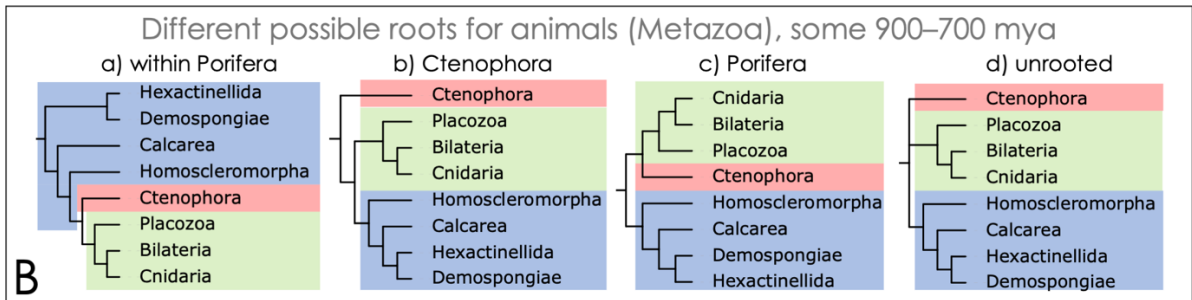 Different possible roots for animals (Metazoa), some 900–700 mya
a) within Porifera
Hexactinellida
Demospongiae
Calcarea
Homoscleromorpha
Ctenophora
Placozoa
Bilateria
Cnidaria
b) Ctenophora
Ctenophora
Placozoa
Bilateria
Cnidaria
Homoscleromorpha
Calcarea
Hexactinellida
Demospongiae
c) Porifera
Cnidaria
Bilateria
Placozoa
Ctenophora
Homoscleromorpha
Calcarea
Demospongiae
Hexactinellida
d) unrooted
Ctenophora
Placozoa
Bilateria
Cnidaria
Homoscleromorpha
Calcarea
Hexactinellida
Demospongiae
B